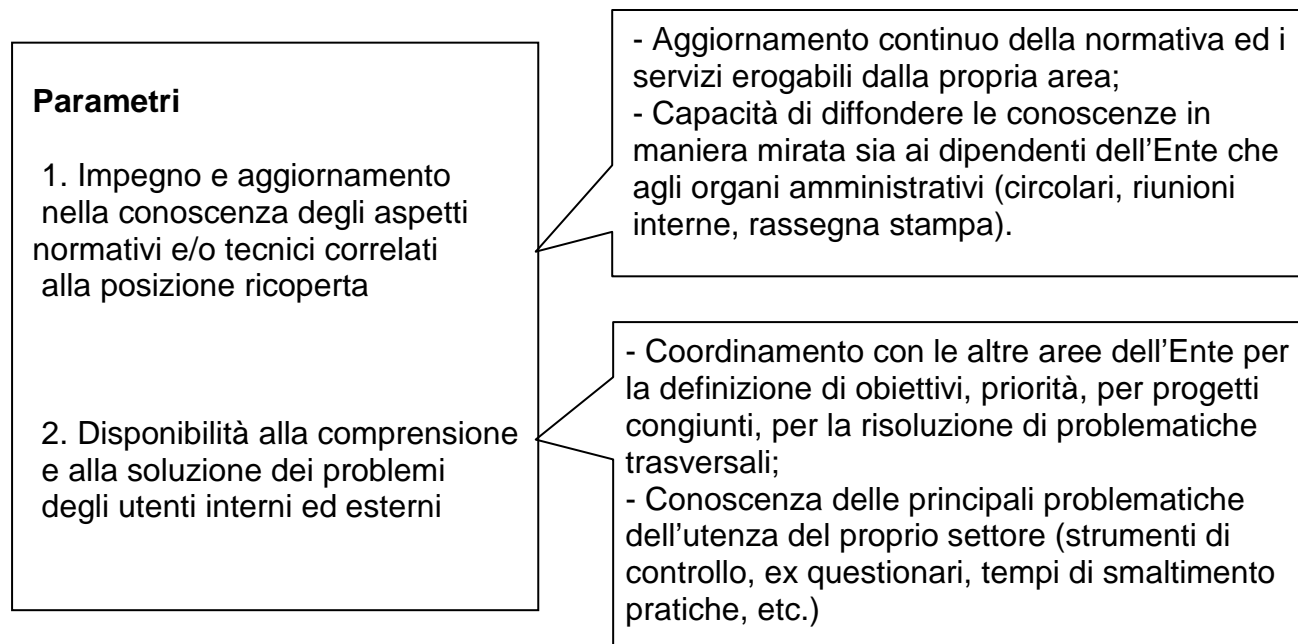 Parametri
1. Impegno e aggiornamento
nella conoscenza degli aspetti
normativi e/o tecnici correlati
alla posizione ricoperta
- Aggiornamento continuo della normativa ed i
servizi erogabili dalla propria area;
- Capacità di diffondere le conoscenze in
maniera mirata sia ai dipendenti dell’Ente che
agli organi amministrativi (circolari, riunioni
interne, rassegna stampa).
2. Disponibilità alla comprensione
e alla soluzione dei problemi
degli utenti interni ed esterni
- Coordinamento con le altre aree dell’Ente per
la definizione di obiettivi, priorità, per progetti
congiunti, per la risoluzione di problematiche
trasversali;
- Conoscenza delle principali problematiche
dell’utenza del proprio settore (strumenti di
controllo, ex questionari, tempi di smaltimento
pratiche, etc.)